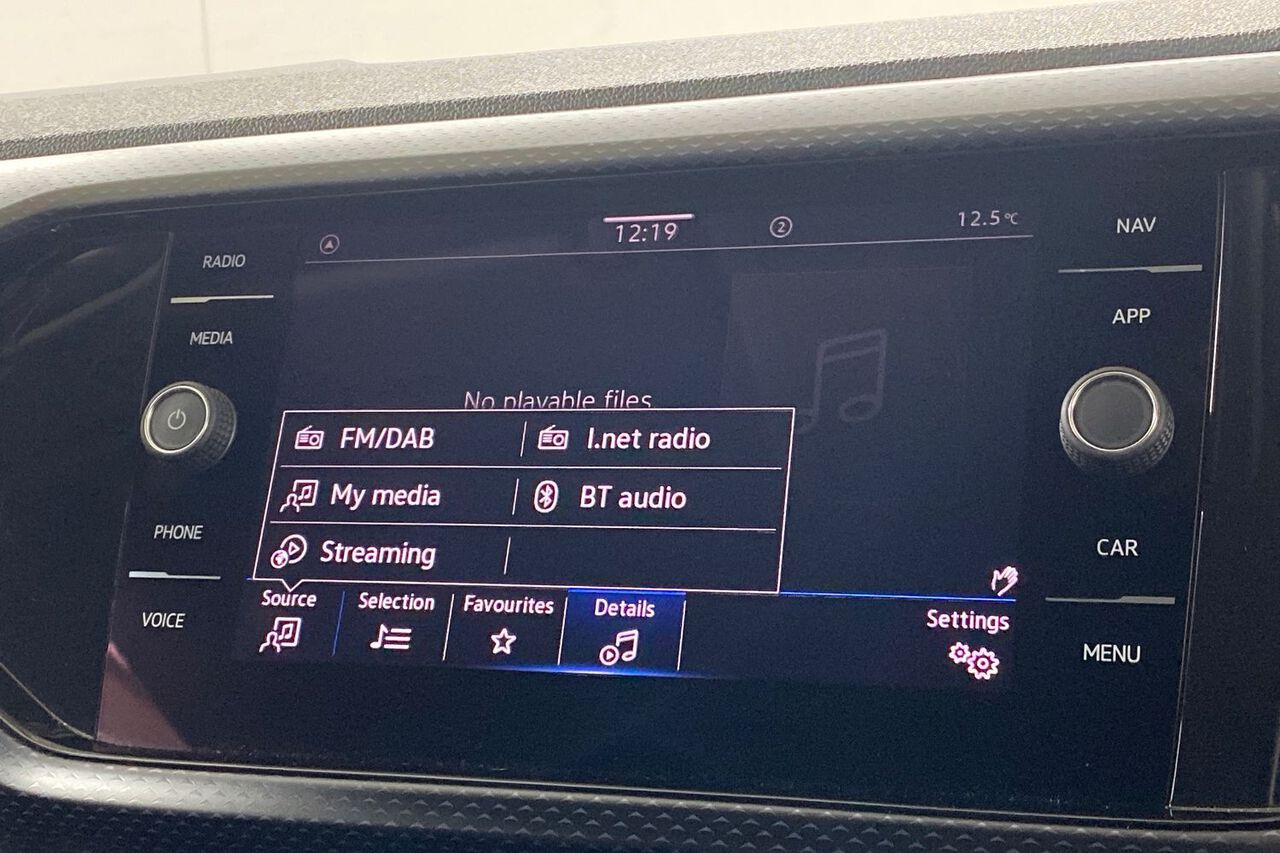 12:19
2
12.5°C
RADIO
MEDIA
PHONE
VOICE
No playable files.
FM/DAB
I.net radio
My media
BT audio
Streaming
Source
Selection
Favourites
Details
Settings
NAV
APP
CAR
MENU